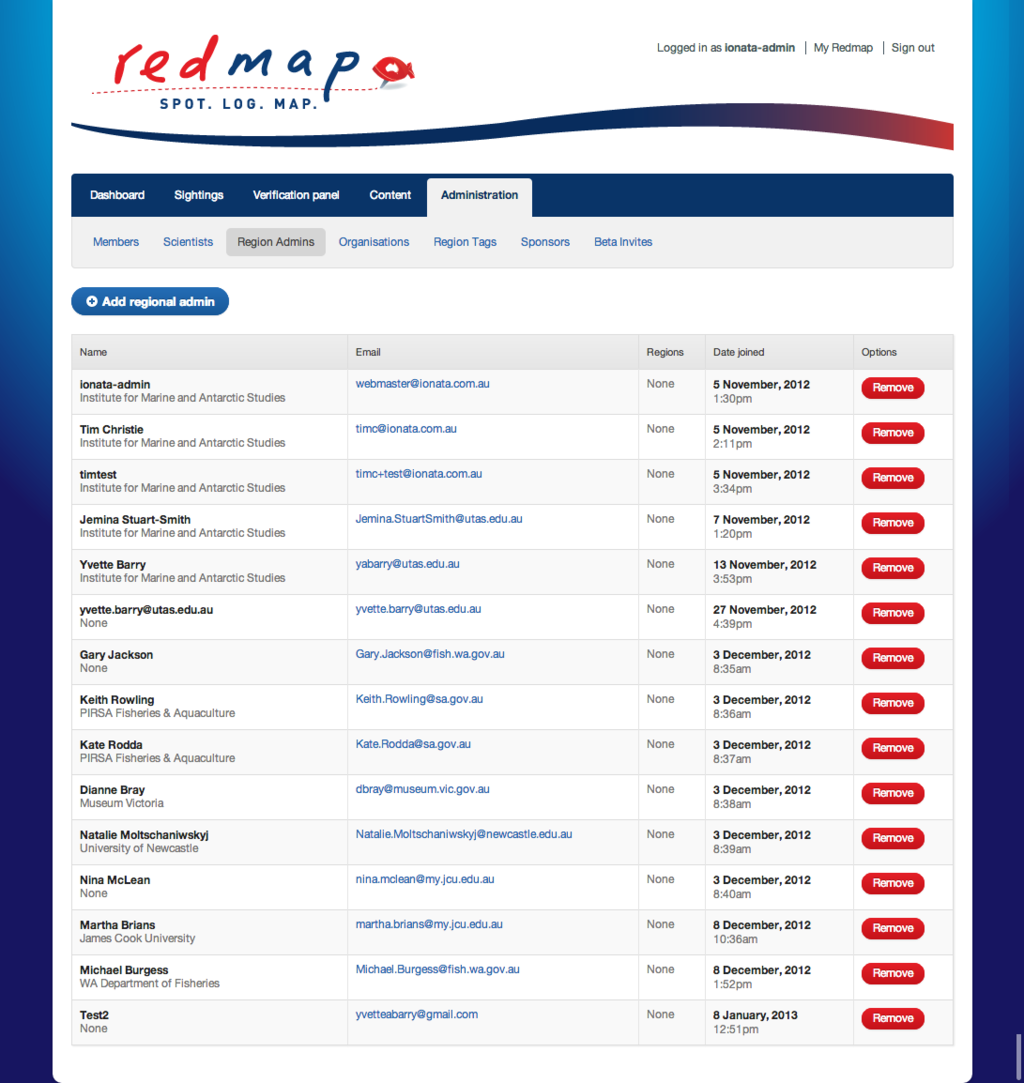 redmap
SPOT. LOG. MAP.
Logged in as ionata-admin | My Redmap | Sign out
Dashboard Sightings Verification panel Content Administration
Members Scientists Region Admins Organisations Region Tags Sponsors Beta Invites
Add regional admin
Name Email Regions Date joined Options
ionata-admin webmaster@ionata.com.au None 5 November, 2012 Remove
Institute for Marine and Antarctic Studies 1:30pm
Tim Christie timc@ionata.com.au None 5 November, 2012 Remove
Institute for Marine and Antarctic Studies 2:11pm
timtest timc+test@ionata.com.au None 5 November, 2012 Remove
Institute for Marine and Antarctic Studies 3:34pm
Jemina Stuart-Smith Jemina.StuartSmith@utas.edu.au None 7 November, 2012 Remove
Institute for Marine and Antarctic Studies 1:20pm
Yvette Barry yabarry@utas.edu.au None 13 November, 2012 Remove
Institute for Marine and Antarctic Studies 3:53pm
yvette.barry@utas.edu.au yvette.barry@utas.edu.au None 27 November, 2012 Remove
None 4:39pm
Gary Jackson Gary.Jackson@fish.wa.gov.au None 3 December, 2012 Remove
None 8:35am
Keith Rowling Keith.Rowling@sa.gov.au None 3 December, 2012 Remove
PIRSA Fisheries & Aquaculture 8:36am
Kate Rodda Kate.Rodda@sa.gov.au None 3 December, 2012 Remove
PIRSA Fisheries & Aquaculture 8:37am
Dianne Bray dbray@museum.vic.gov.au None 3 December, 2012 Remove
Museum Victoria 8:38am
Natalie Moltschaniwskyj Natalie.Moltschaniwskyj@newcastle.edu.au None 3 December, 2012 Remove
University of Newcastle 8:39am
Nina McLean nina.mclean@my.jcu.edu.au None 3 December, 2012 Remove
None 8:40am
Martha Brians martha.brians@my.jcu.edu.au None 8 December, 2012 Remove
James Cook University 10:36am
Michael Burgess Michael.Burgess@fish.wa.gov.au None 8 December, 2012 Remove
WA Department of Fisheries 1:52pm
Test2 yvetteabarry@gmail.com None 8 January, 2013 Remove
None 12:51pm